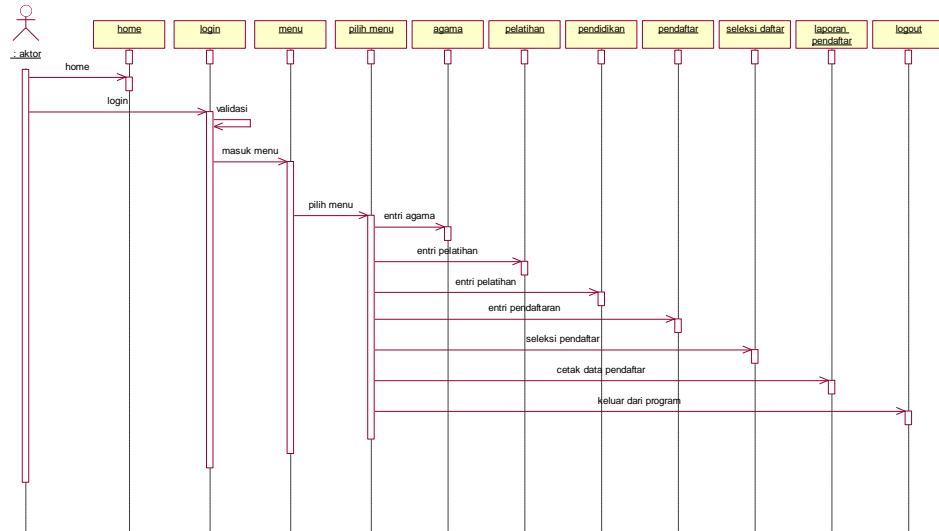 home
login
menu
pilih menu
agama
pelatihan
pendidikan
pendaftar
seleksi daftar
laporan
pendaftar
logout
: aktor
home
login
validasi
masuk menu
pilih menu
entri agama
entri pelatihan
entri pelatihan
entri pendaftaran
seleksi pendaftar
cetak data pendaftar
keluar dari program